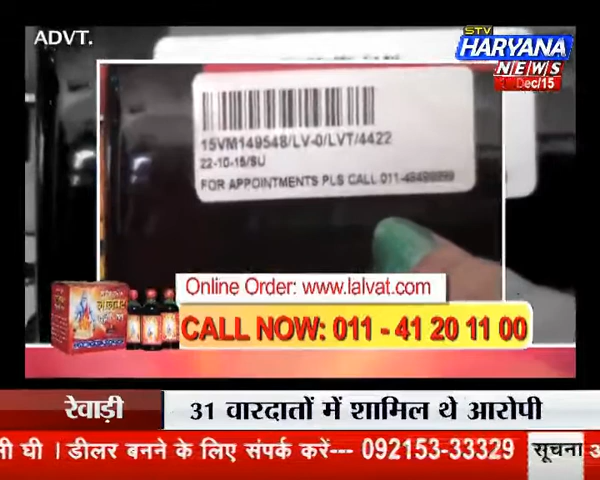 ADVT.
STV
HARYANA
NEWS
Dec/15
15VM149548/LV-0/LVT/4422
22-10-15/SU
FOR APPOINTMENTS PLS CALL 011-
Online Order: www.lalvat.com
CALL NOW: 011 - 41 20 11 00
रेवाड़ी
31 वारदातों में शामिल थे आरोपी
घी । डीलर बनने के लिए संपर्क करें--- 092153-33329 सूचना